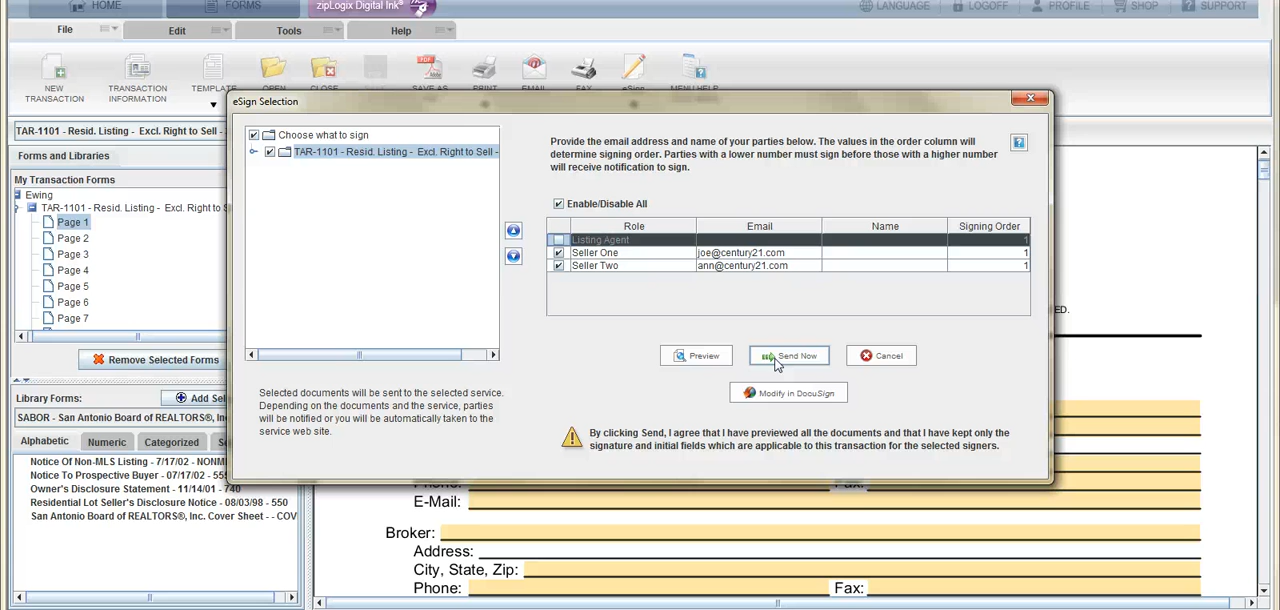 HOME
FORMS
zipLogix Digital Ink®
LANGUAGE
LOGOFF
PROFILE
SHOP
SUPPORT
File
Edit
Tools
Help
NEW
TRANSACTION
TRANSACTION
INFORMATION
TEMPLATE
OPEN
CLOSE
SAVE AS
PRINT
EMAIL
FAX
eSign
MENU HELP
eSign Selection
TAR-1101 - Resid. Listing - Excl. Right to Sell -
Forms and Libraries
My Transaction Forms
Ewing
TAR-1101 - Resid. Listing - Excl. Right to S
Page 1
Page 2
Page 3
Page 4
Page 5
Page 6
Page 7
Remove Selected Forms
Library Forms:
Add Sel
SABOR - San Antonio Board of REALTORS®, Inc
Alphabetic
Numeric
Categorized
Se
Notice Of Non-MLS Listing - 7/17/02 - NONM
Notice To Prospective Buyer - 07/17/02 - 555
Owner's Disclosure Statement - 11/14/01 - 740
Residential Lot Seller's Disclosure Notice - 08/03/98 - 550
San Antonio Board of REALTORS®, Inc. Cover Sheet - - COV
Choose what to sign
TAR-1101 - Resid. Listing - Excl. Right to Sell -
Provide the email address and name of your parties below. The values in the order column will
determine signing order. Parties with a lower number must sign before those with a higher number
will receive notification to sign.
Enable/Disable All
Role Email Name Signing Order
Listing Agent 1
Seller One joe@century21.com 1
Seller Two ann@century21.com 1
Preview
Send Now
Cancel
Modify in DocuSign
Selected documents will be sent to the selected service.
Depending on the documents and the service, parties
will be notified or you will be automatically taken to the
service web site.
By clicking Send, I agree that I have previewed all the documents and that I have kept only the
signature and initial fields which are applicable to this transaction for the selected signers.
ED.
Phone: Fax:
E-Mail:
Broker:
Address:
City, State, Zip:
Phone: Fax: